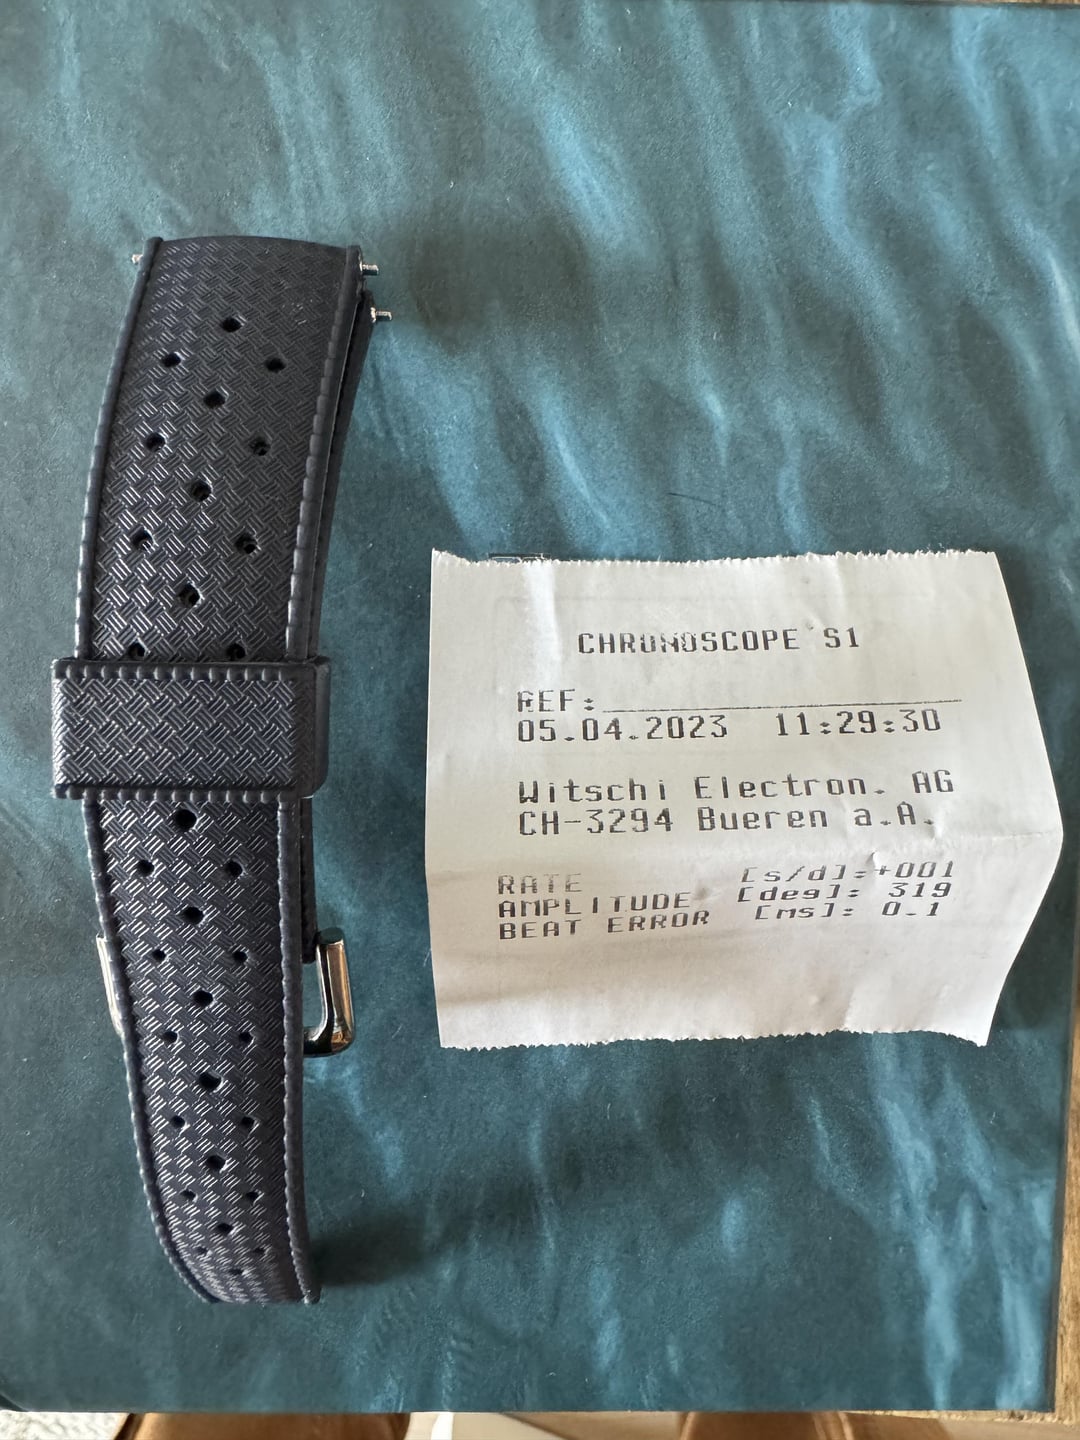 CHRONOSCOPE S1
REF:
05.04.2023 11:29:30
Witschi Electron. AG
CH-3294 Bueren a.A.
RATE [s/d]:+001
AMPLITUDE [deg]: 319
BEAT ERROR [ms]: 0.1